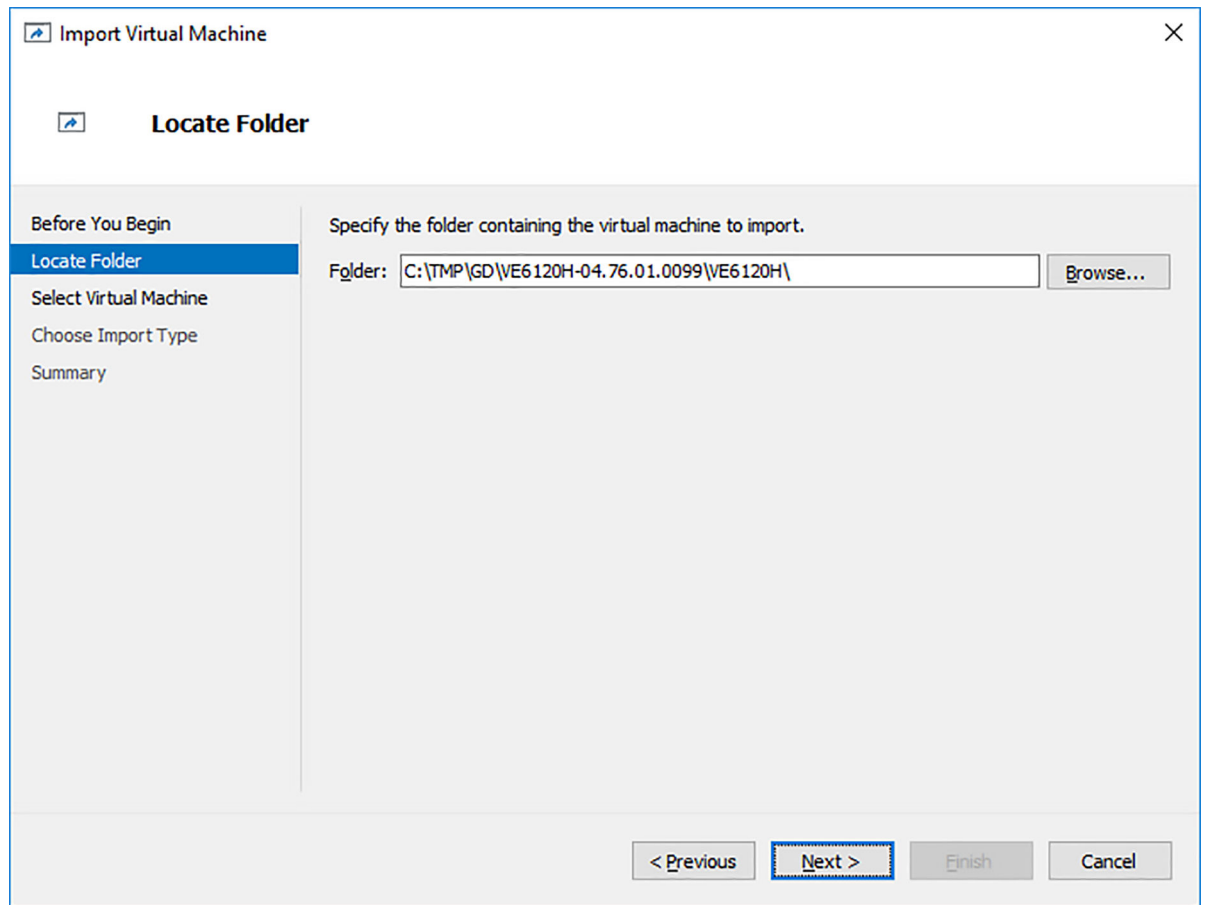 Import Virtual Machine
Locate Folder
Before You Begin
Locate Folder
Select Virtual Machine
Choose Import Type
Summary
Specify the folder containing the virtual machine to import.
Folder: C:\TMP\GD\VE6120H-04.76.01.0099\VE6120H\ Browse...
< Previous Next > Finish Cancel